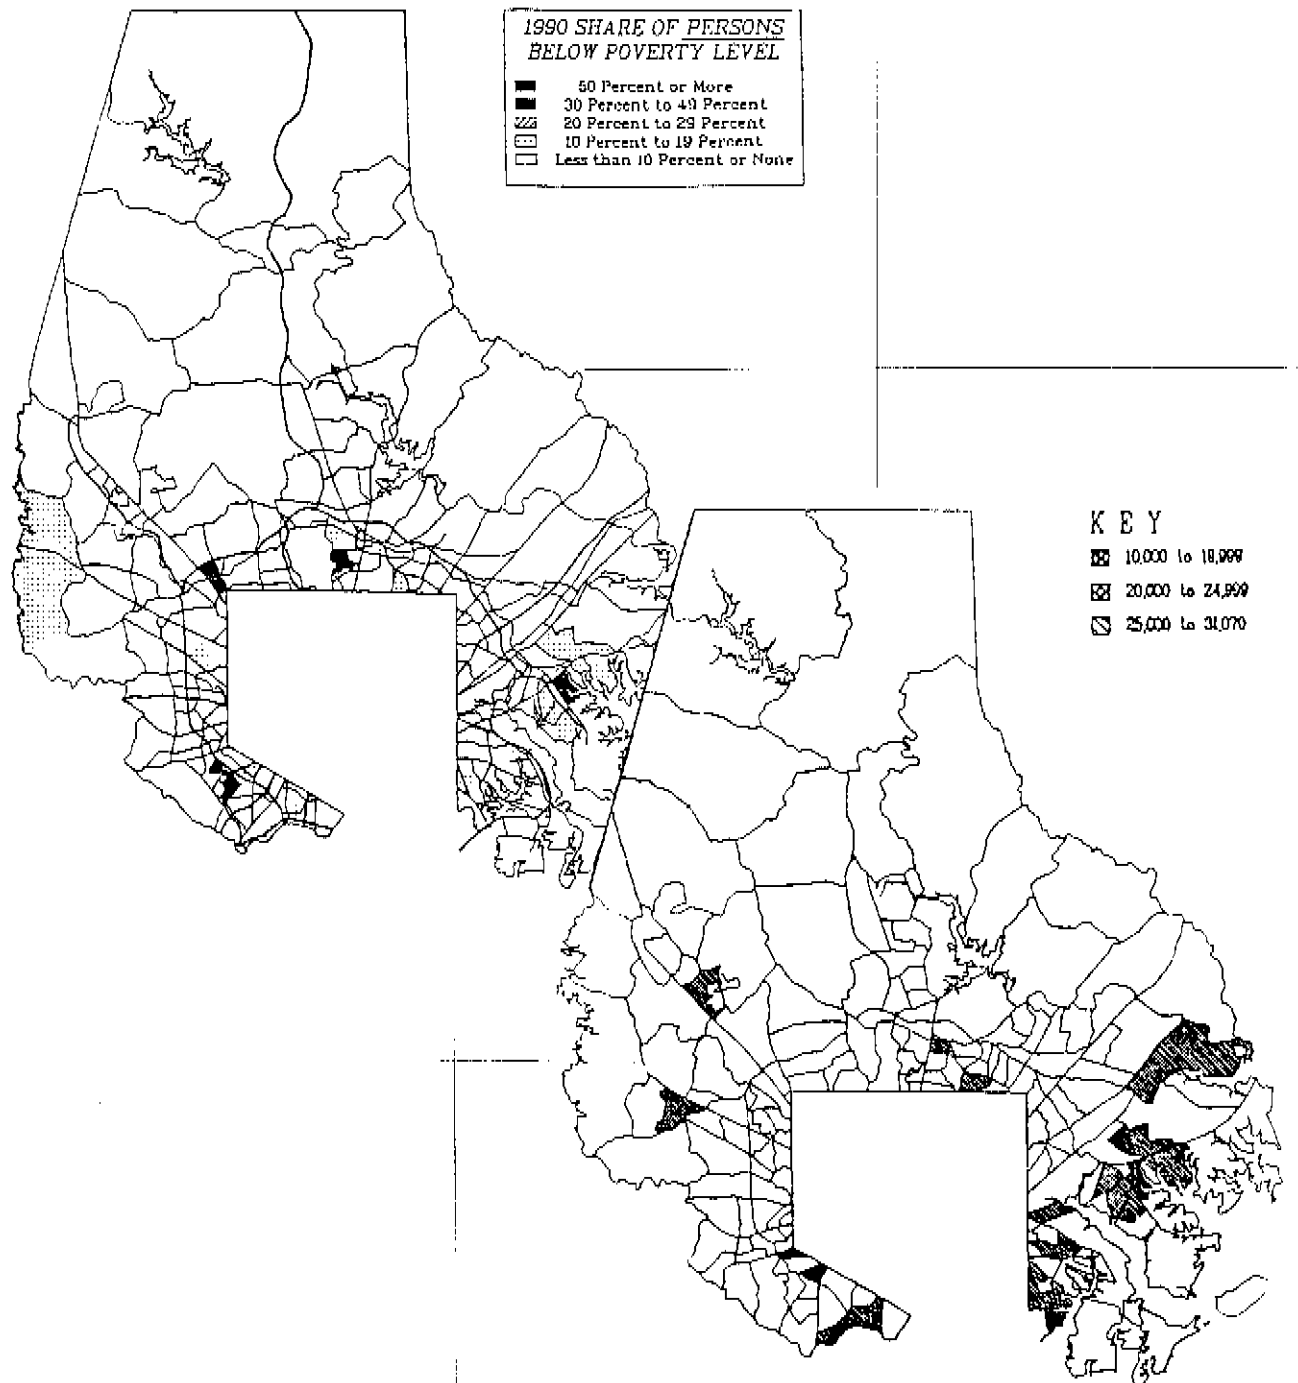 1990 SHARE OF PERSONS
BELOW POVERTY LEVEL
50 Percent or More
30 Percent to 49 Percent
20 Percent to 29 Percent
10 Percent to 19 Percent
Less than 10 Percent or None
KEY
10,000 to 19,999
20,000 to 24,999
25,000 to 31,070